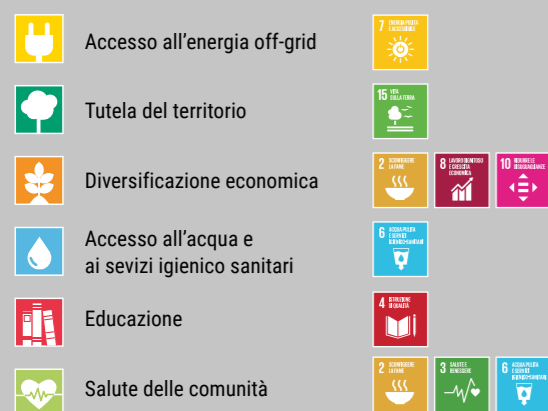 Accesso all'energia off-grid
7 ENERGIA PULITA
E ACCESSIBILE
Tutela del territorio
15 VITA
SULLA TERRA
Diversificazione economica
2 SCONFIGGERE
LA FAME
8 LAVORO DIGNITOSO
E CRESCITA
ECONOMICA
10 RIDURRE LE
DISUGUAGLIANZE
Accesso all'acqua e
ai sevizi igienico sanitari
6 ACQUA PULITA
E SERVIZI
IGIENICO-SANITARI
Educazione
4 ISTRUZIONE
DI QUALITÀ
Salute delle comunità
2 SCONFIGGERE
LA FAME
3 SALUTE E
BENESSERE
6 ACQUA PULITA
E SERVIZI
IGIENICO-SANITARI